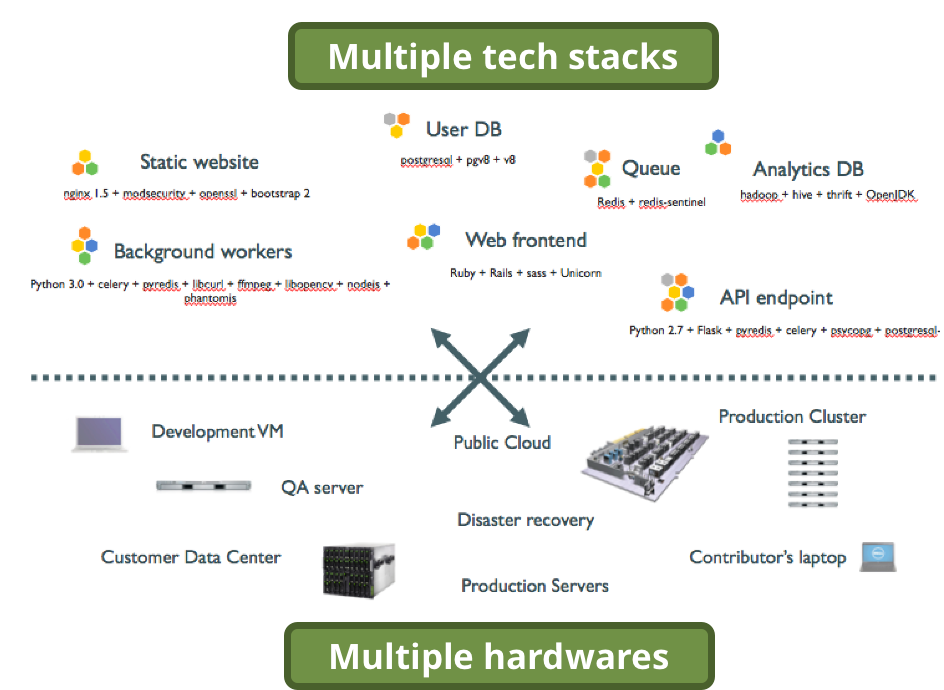 Multiple tech stacks
User DB
postgresql + pgv8 + v8
Static website
nginx 1.5 + modsecurity + openssl + bootstrap 2
Queue
Redis + redis-sentinel
Analytics DB
hadoop + hive + thrift + OpenJDK
Background workers
Python 3.0 + celery + pyredis + libcurl + ffmpeg + libopencv + nodejs +
phantomjs
Web frontend
Ruby + Rails + sass + Unicorn
API endpoint
Python 2.7 + Flask + pyredis + celery + psycopg + postgresql-
Development VM
Public Cloud
Production Cluster
QA server
Disaster recovery
Customer Data Center
Contributor's laptop
Production Servers
Multiple hardwares